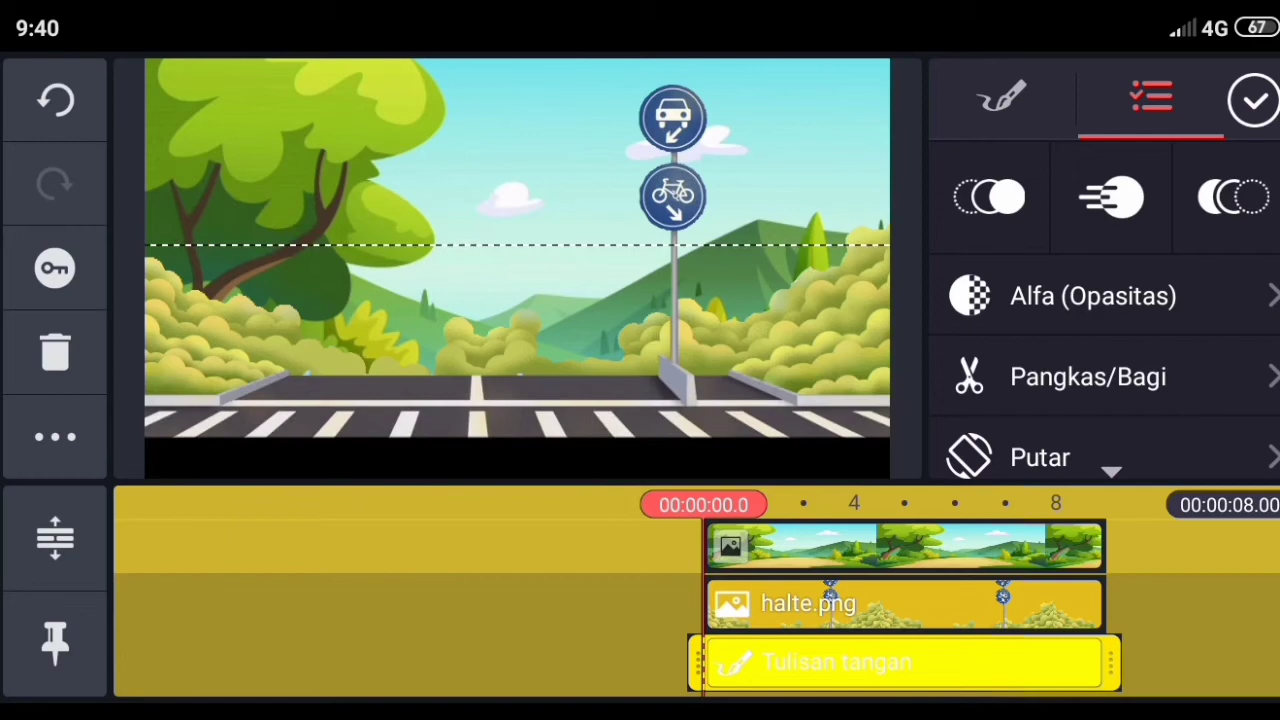 9:40
4G 67
Alfa (Opasitas)
Pangkas/Bagi
Putar
00:00:00.0
4
8
00:00:08.00
halte.png
Tulisan tangan